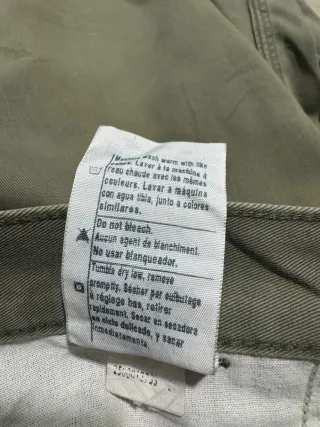 Machine wash warm with like
colors. Laver à la machine à
l'eau chaude avec les mêmes
couleurs. Lavar a maquina
con agua tibia, junto a colores
similares.
Do not bleach.
Aucun agent de blanchiment.
No usar blanqueador.
Tumble dry low, remove
promptly. Sécher par culbutage
à réglage bas, retirer
rapidement. Secar en secadora
en ciclo delicado, y sacar
inmediatamente.